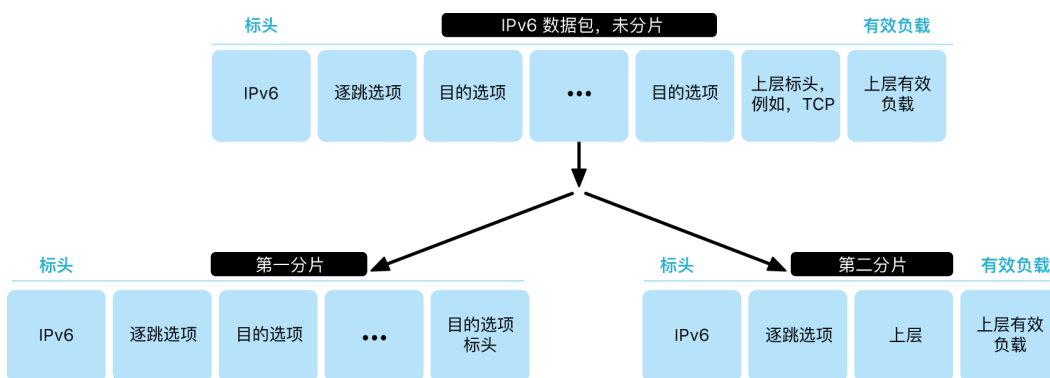 标头
IPv6 数据包，未分片
有效负载
IPv6
逐跳选项
目的选项
•••
目的选项
上层标头，
例如，TCP
上层有效
负载
标头
第一分片
IPv6
逐跳选项
目的选项
•••
目的选项
标头
标头
第二分片
有效负载
IPv6
逐跳选项
上层
上层有效
负载